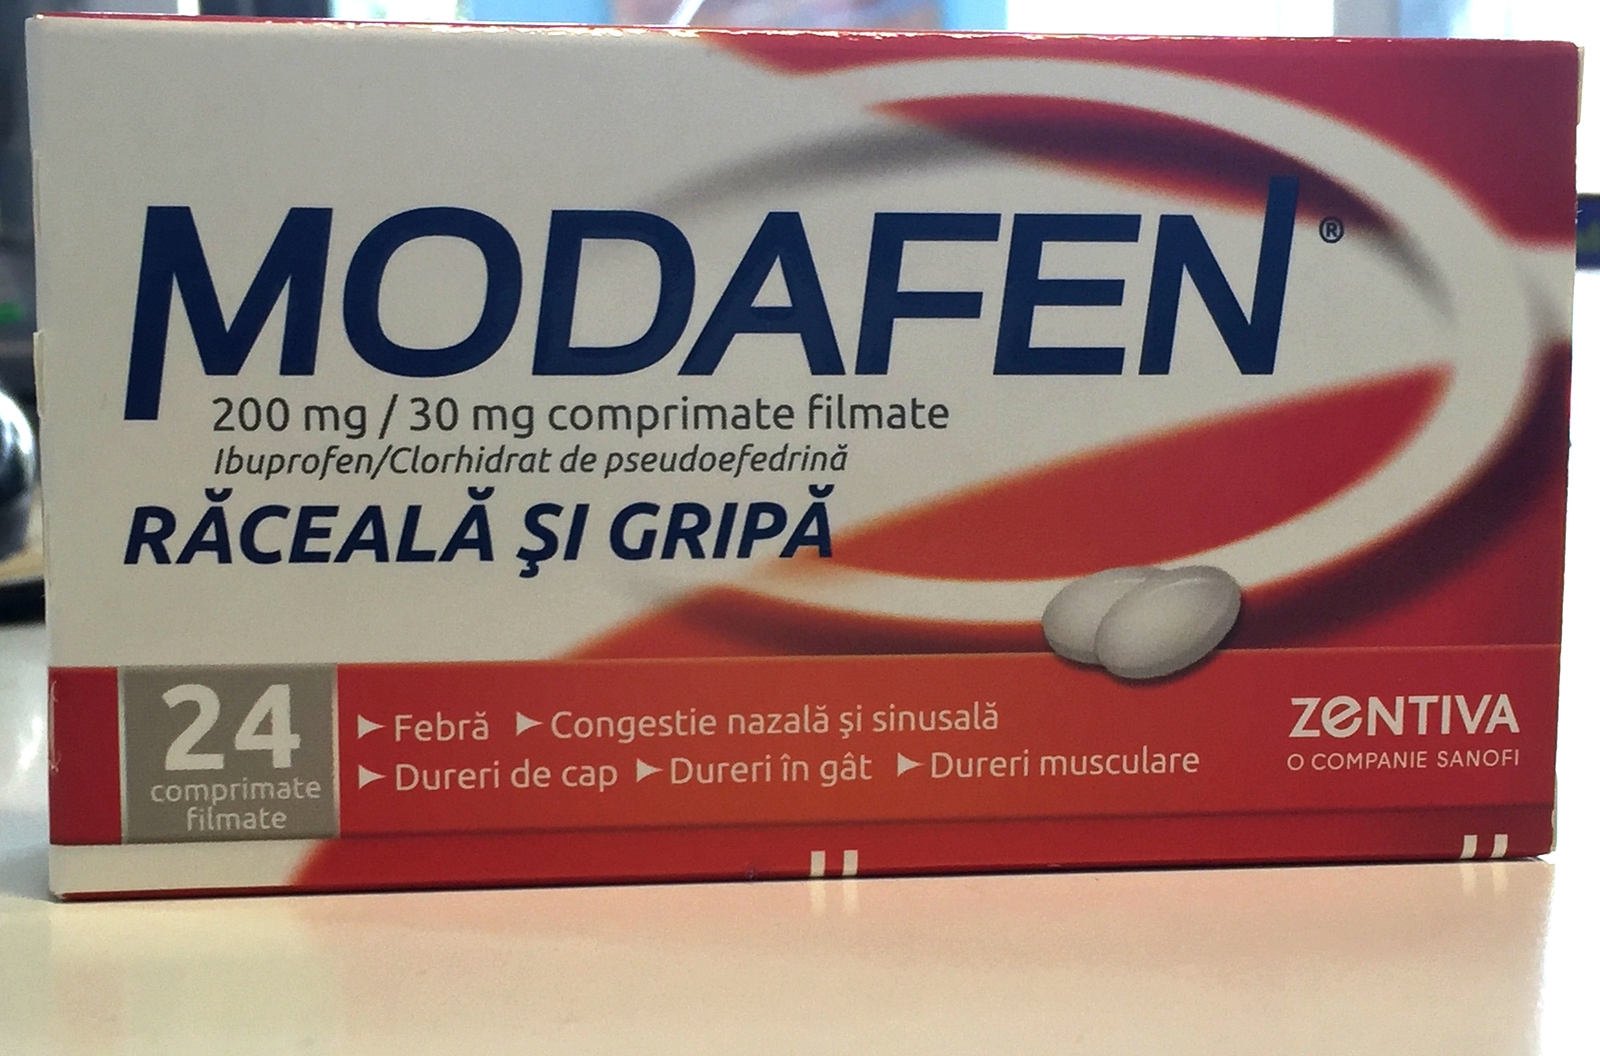 MODAFEN®
200 mg / 30 mg comprimate filmate
Ibuprofen/Clorhidrat de pseudoefedrină
RĂCEALĂ ŞI GRIPĂ
24
comprimate
filmate
► Febră ► Congestie nazală şi sinusală
► Dureri de cap ► Dureri în gât ► Dureri musculare
ZENTIVA
O COMPANIE SANOFI